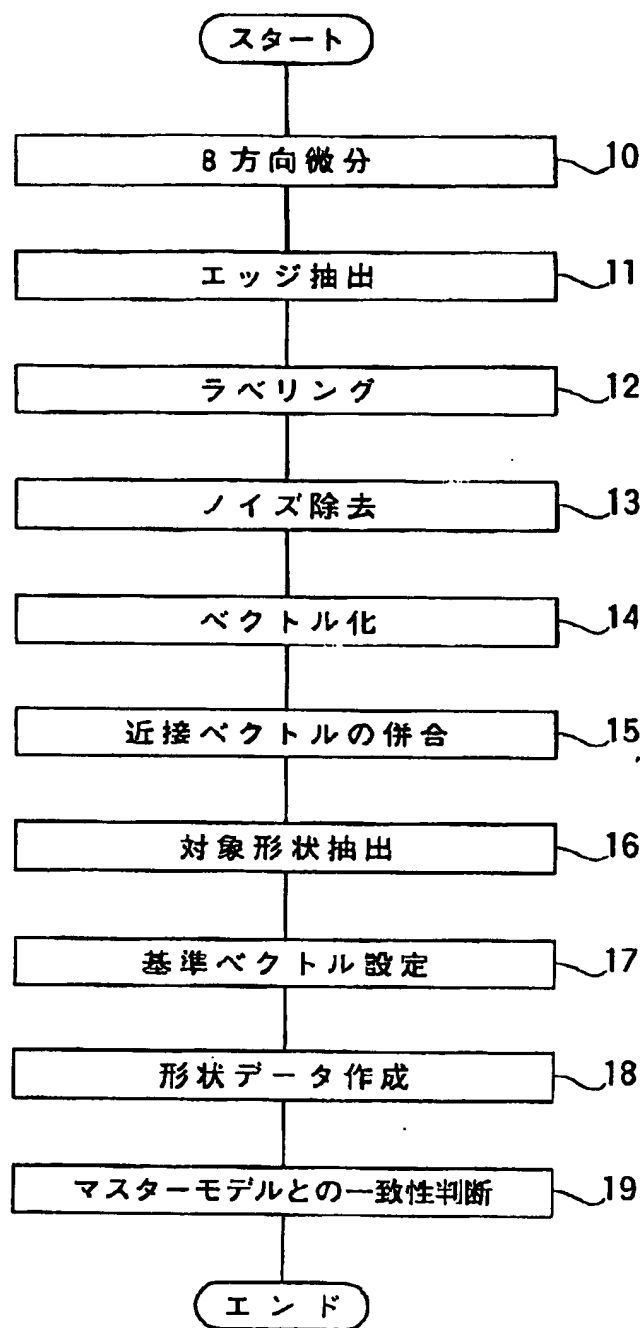 スタート
8方向微分 10
エッジ抽出 11
ラベリング 12
ノイズ除去 13
ベクトル化 14
近接ベクトルの併合 15
対象形状抽出 16
基準ベクトル設定 17
形状データ作成 18
マスターモデルとの一致性判断 19
エンド